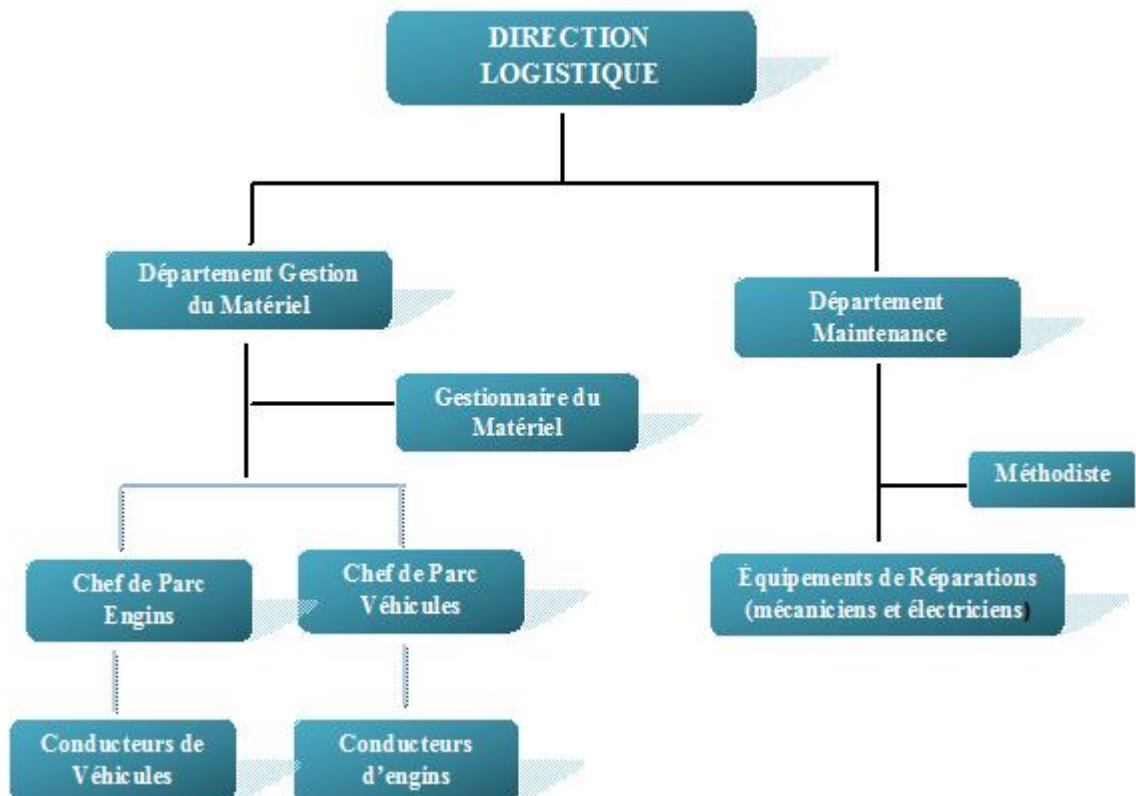 DIRECTION
LOGISTIQUE
Département Gestion
du Matériel
Département
Maintenance
Gestionnaire du
Matériel
Méthodiste
Chef de Parc
Engins
Chef de Parc
Véhicules
Équipements de Réparations
(mécaniciens et électriciens)
Conducteurs de
Véhicules
Conducteurs
d’engins